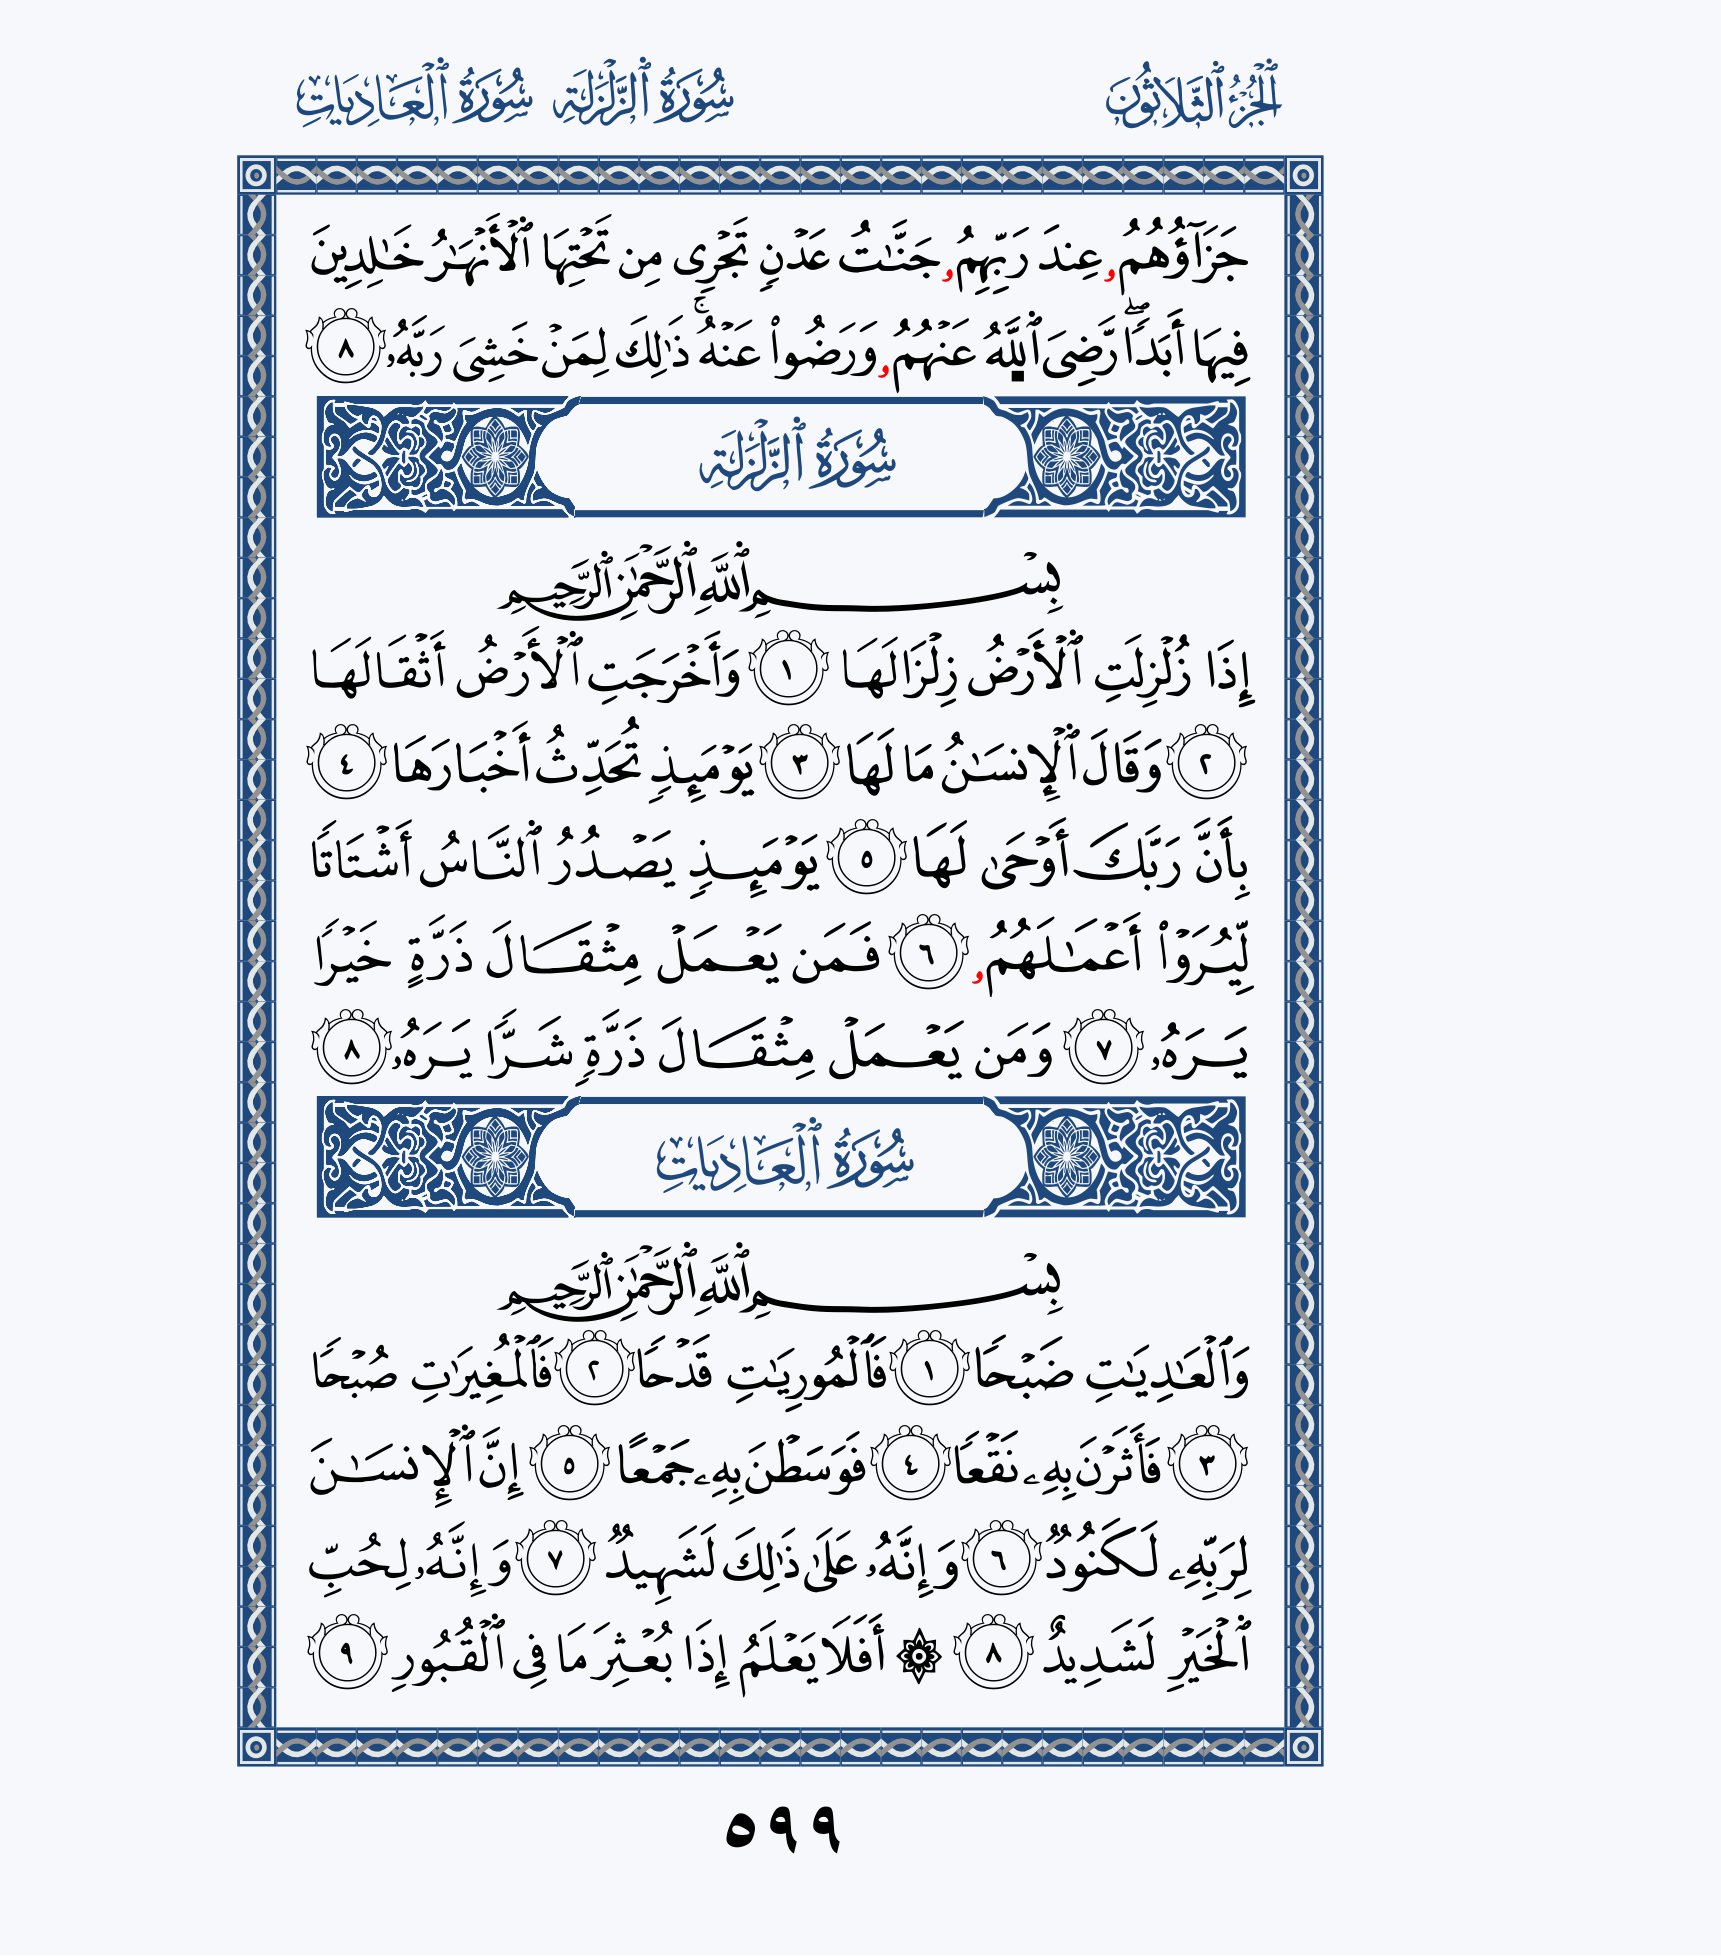 ٱلْجُزْءُ ٱلثَّلَاثُونَ سُورَةُ ٱلزَّلْزَلَةِ سُورَةُ ٱلْعَادِيَاتِ
جَزَآؤُهُمُۥ عِندَ رَبِّهِمُۥ جَنَّٰتُ عَدْنٍ تَجْرِى مِن تَحْتِهَا ٱلْأَنْهَٰرُ خَٰلِدِينَ
فِيهَا أَبَدًاۖ رَّضِىَ ٱللَّهُ عَنْهُمُۥ وَرَضُوا۟ عَنْهُۚ ذَٰلِكَ لِمَنْ خَشِىَ رَبَّهُۥ ٨
سُورَةُ ٱلزَّلْزَلَةِ
بِسْمِ ٱللَّهِ ٱلرَّحْمَٰنِ ٱلرَّحِيمِ
إِذَا زُلْزِلَتِ ٱلْأَرْضُ زِلْزَالَهَا ١ وَأَخْرَجَتِ ٱلْأَرْضُ أَثْقَالَهَا
٢ وَقَالَ ٱلْإِنسَٰنُ مَا لَهَا ٣ يَوْمَئِذٍ تُحَدِّثُ أَخْبَارَهَا ٤
بِأَنَّ رَبَّكَ أَوْحَىٰ لَهَا ٥ يَوْمَئِذٍ يَصْدُرُ ٱلنَّاسُ أَشْتَاتًا
لِّيُرَوْا۟ أَعْمَٰلَهُمُۥ ٦ فَمَن يَعْمَلْ مِثْقَالَ ذَرَّةٍ خَيْرًا
يَرَهُۥ ٧ وَمَن يَعْمَلْ مِثْقَالَ ذَرَّةٍ شَرًّا يَرَهُۥ ٨
سُورَةُ ٱلْعَادِيَاتِ
بِسْمِ ٱللَّهِ ٱلرَّحْمَٰنِ ٱلرَّحِيمِ
وَٱلْعَٰدِيَٰتِ ضَبْحًا ١ فَٱلْمُورِيَٰتِ قَدْحًا ٢ فَٱلْمُغِيرَٰتِ صُبْحًا
٣ فَأَثَرْنَ بِهِۦ نَقْعًا ٤ فَوَسَطْنَ بِهِۦ جَمْعًا ٥ إِنَّ ٱلْإِنسَٰنَ
لِرَبِّهِۦ لَكَنُودٌ ٦ وَإِنَّهُۥ عَلَىٰ ذَٰلِكَ لَشَهِيدٌ ٧ وَإِنَّهُۥ لِحُبِّ
ٱلْخَيْرِ لَشَدِيدٌ ٨ ۞ أَفَلَا يَعْلَمُ إِذَا بُعْثِرَ مَا فِى ٱلْقُبُورِ ٩
٥٩٩